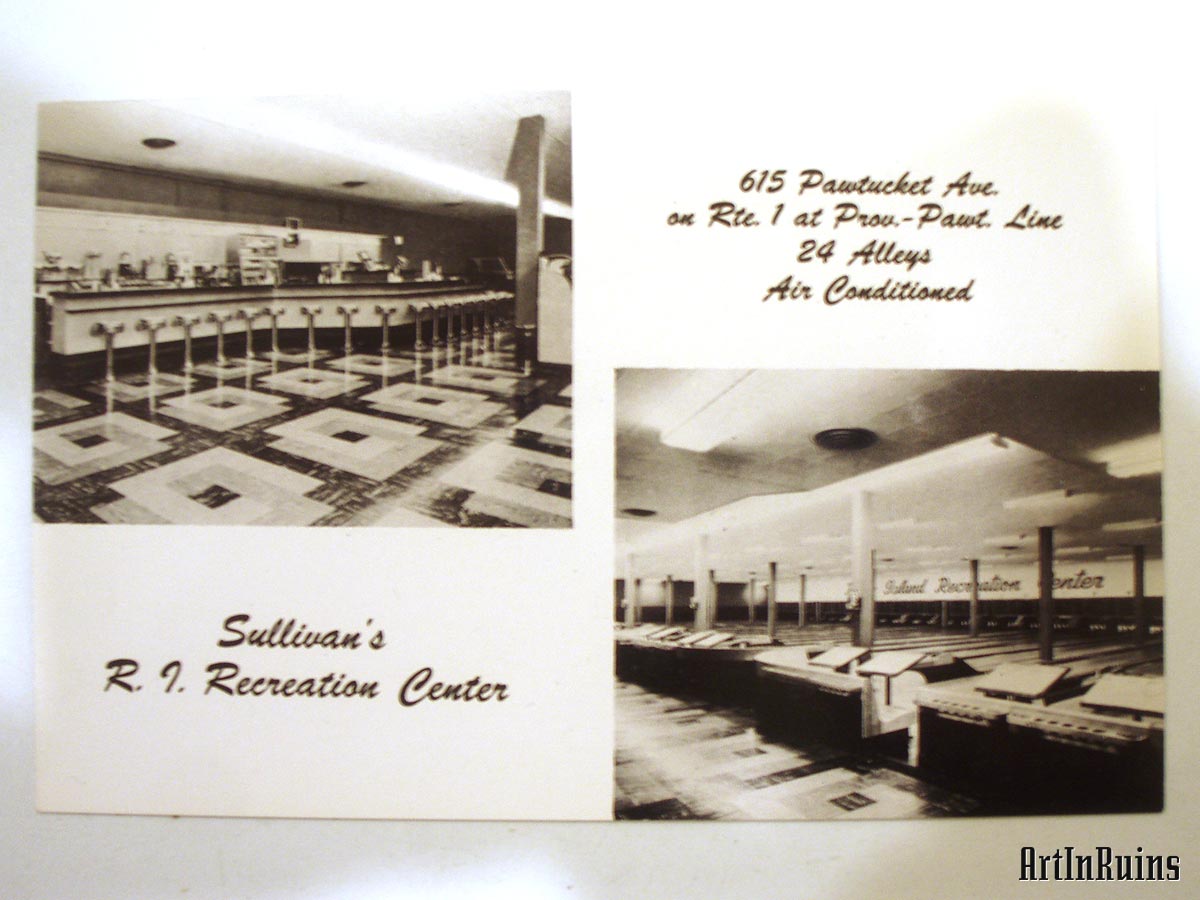 615 Pawtucket Ave.
on Rte. 1 at Prov.-Pawt. Line
24 Alleys
Air Conditioned
Island Recreation Center
Sullivan's
R. I. Recreation Center
ArtInRuins